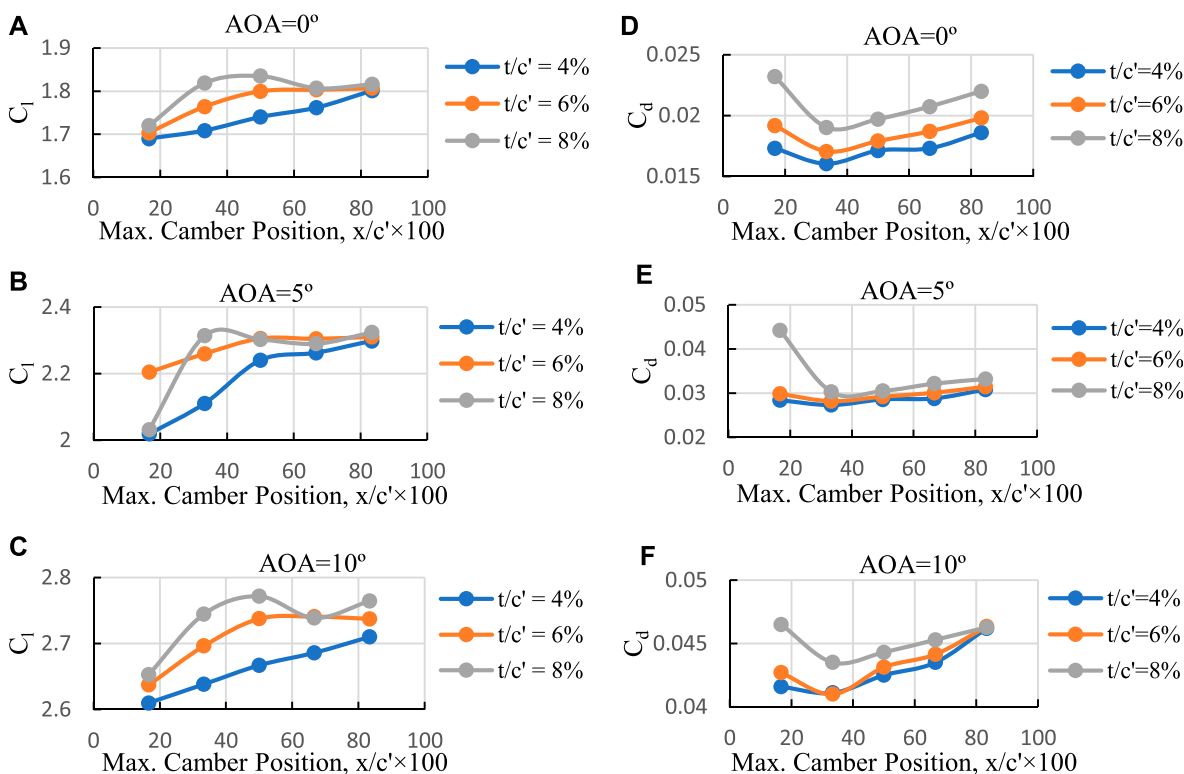 A
AOA=0º
1.9
1.8
1.7
1.6
C_l
0 20 40 60 80 100
Max. Camber Position, x/c'×100
t/c' = 4%
t/c' = 6%
t/c' = 8%
D
AOA=0º
0.025
0.02
0.015
C_d
0 20 40 60 80 100
Max. Camber Positon, x/c'×100
t/c'=4%
t/c'=6%
t/c'=8%
B
AOA=5º
2.4
2.2
2
C_l
0 20 40 60 80 100
Max. Camber Position, x/c'×100
t/c' = 4%
t/c' = 6%
t/c' = 8%
E
AOA=5º
0.05
0.04
0.03
0.02
C_d
0 20 40 60 80 100
Max. Camber Position, x/c'×100
t/c'=4%
t/c'=6%
t/c'=8%
C
AOA=10º
2.8
2.7
2.6
C_l
0 20 40 60 80 100
Max. Camber Position, x/c'×100
t/c' = 4%
t/c' = 6%
t/c' = 8%
F
AOA=10º
0.05
0.045
0.04
C_d
0 20 40 60 80 100
Max. Camber Position, x/c'×100
t/c'=4%
t/c'=6%
t/c'=8%